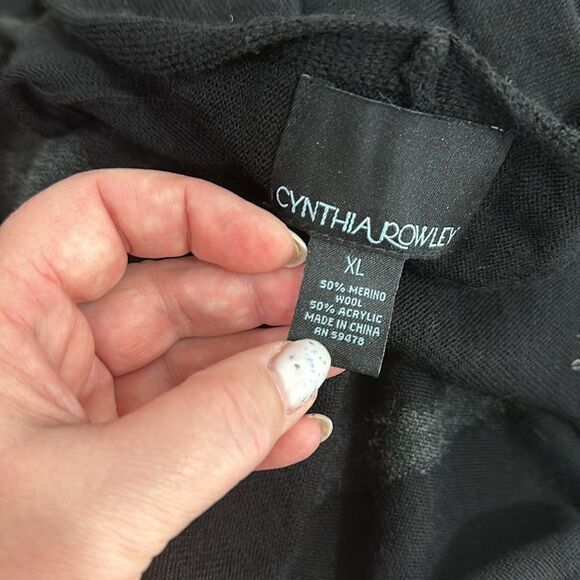 CYNTHIA ROWLEY
XL
50% MERINO
WOOL
50% ACRYLIC
MADE IN CHINA
RN 59478